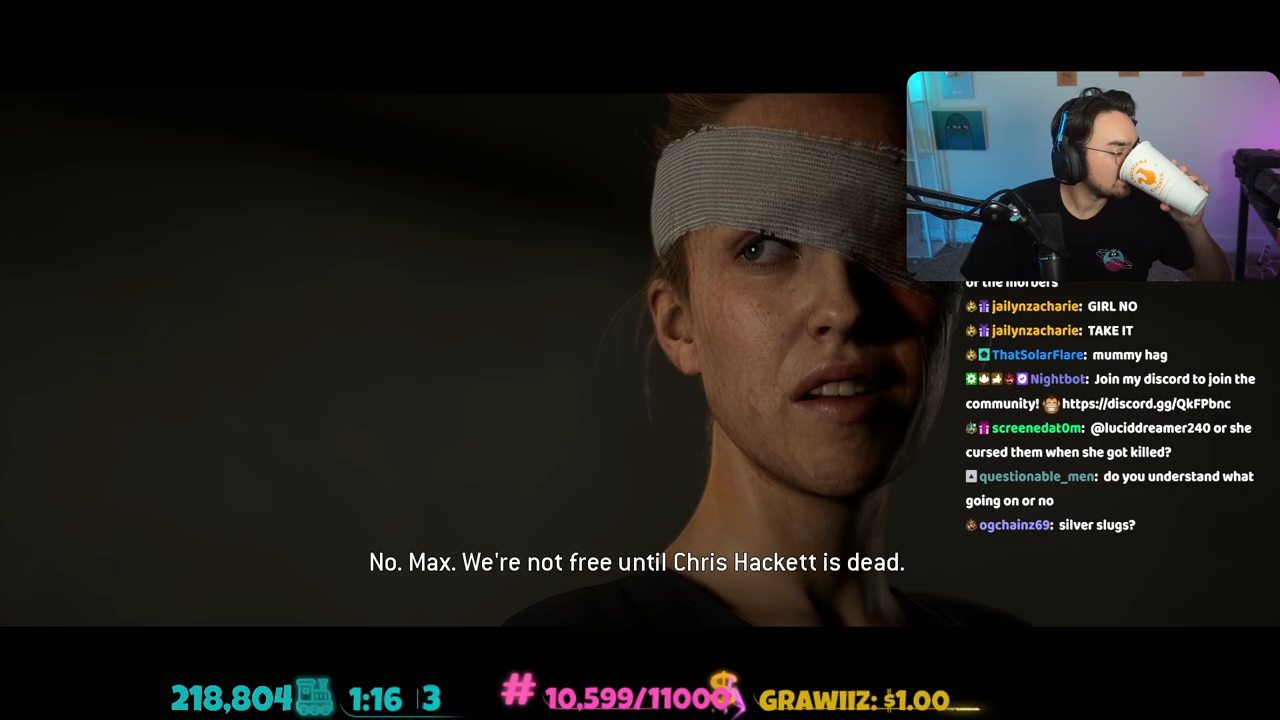 of the morbers
jailynzacharie: GIRL NO
jailynzacharie: TAKE IT
ThatSolarFlare: mummy hag
Nightbot: Join my discord to join the
community! https://discord.gg/QkFPbnc
screenedat0m: @luciddreamer240 or she
cursed them when she got killed?
questionable_men: do you understand what
going on or no
ogchainz69: silver slugs?
No. Max. We're not free until Chris Hackett is dead.
218,804 1:16 | 3 # 10,599/11000 $ GRAWIIZ: $1.00